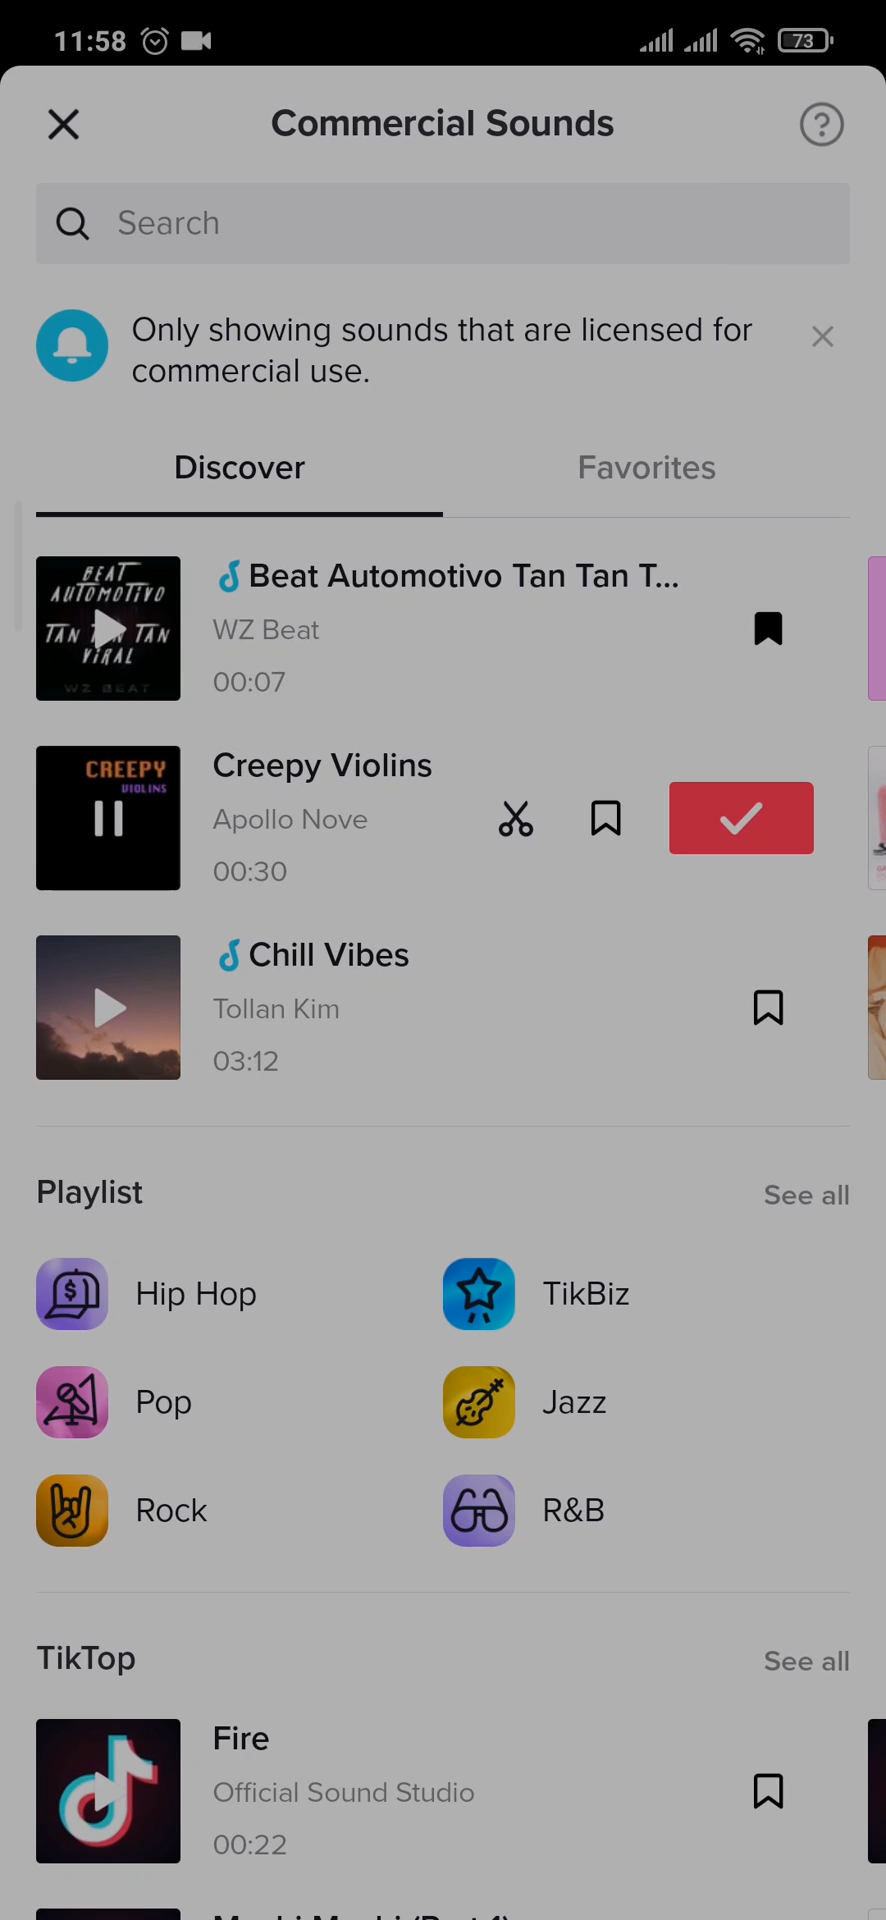 11:58
73
Commercial Sounds
Search
Only showing sounds that are licensed for
commercial use.
Discover
Favorites
BEAT
AUTOMOTIVO
TAN TAN TAN
VIRAL
WZ BEAT
Beat Automotivo Tan Tan T...
WZ Beat
00:07
CREEPY
VIOLINS
Creepy Violins
Apollo Nove
00:30
Chill Vibes
Tollan Kim
03:12
Playlist
See all
Hip Hop
TikBiz
Pop
Jazz
Rock
R&B
TikTop
See all
Fire
Official Sound Studio
00:22